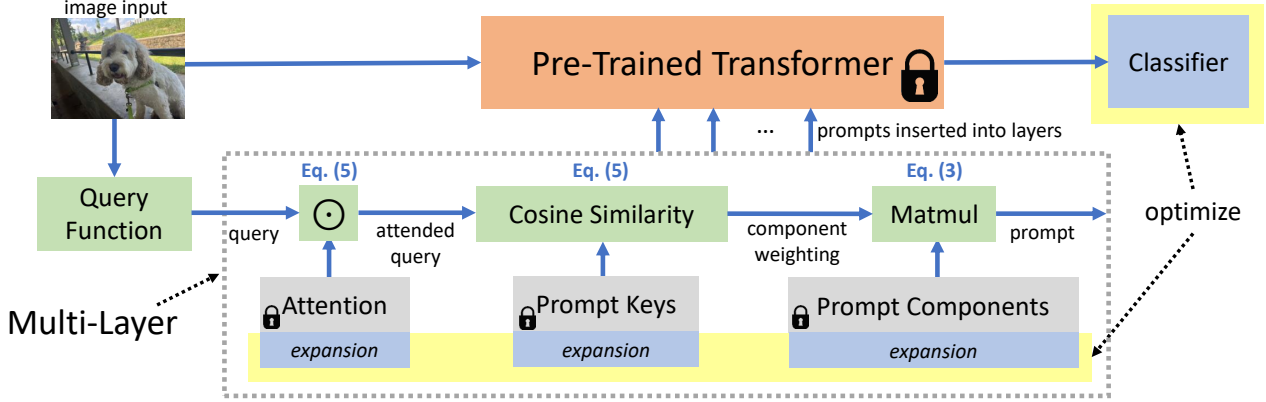 image input
Pre-Trained Transformer
Classifier
... prompts inserted into layers
Eq. (5)
Eq. (5)
Eq. (3)
Query
Function
query
attended
query
Cosine Similarity
component
weighting
Matmul
prompt
optimize
Multi-Layer
Attention
Prompt Keys
Prompt Components
expansion
expansion
expansion